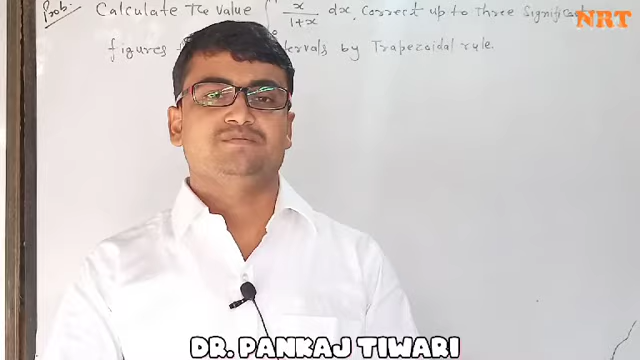 Prob:- Calculate the value ∫₀¹ x/(1+x) dx, correct up to three significant
NRT
figures intervals by Trapezoidal rule.
DR. PANKAJ TIWARI